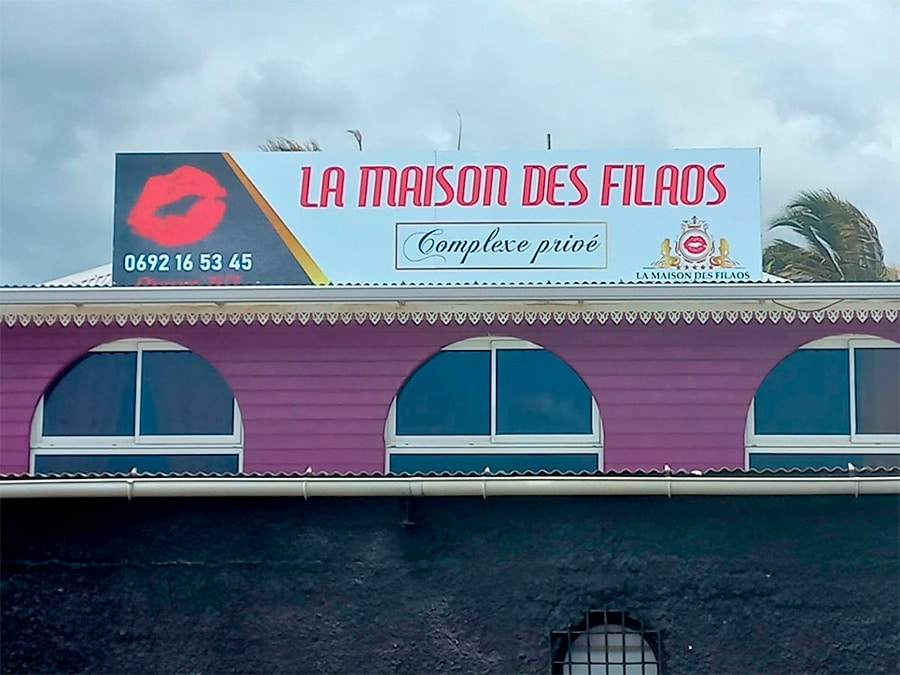 LA MAISON DES FILAOS
Complexe privé
0692 16 53 45
LA MAISON DES FILAOS